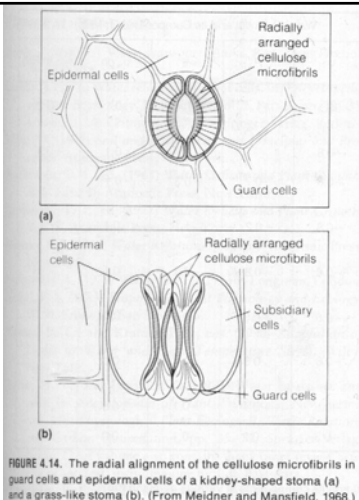 Radially
arranged
cellulose
microfibrils
Epidermal cells
Guard cells
(a)
Epidermal
cells
Radially arranged
cellulose microfibrils
Subsidiary
cells
Guard cells
(b)
FIGURE 4.14. The radial alignment of the cellulose microfibrils in
guard cells and epidermal cells of a kidney-shaped stoma (a)
and a grass-like stoma (b). (From Meidner and Mansfield, 1968.)